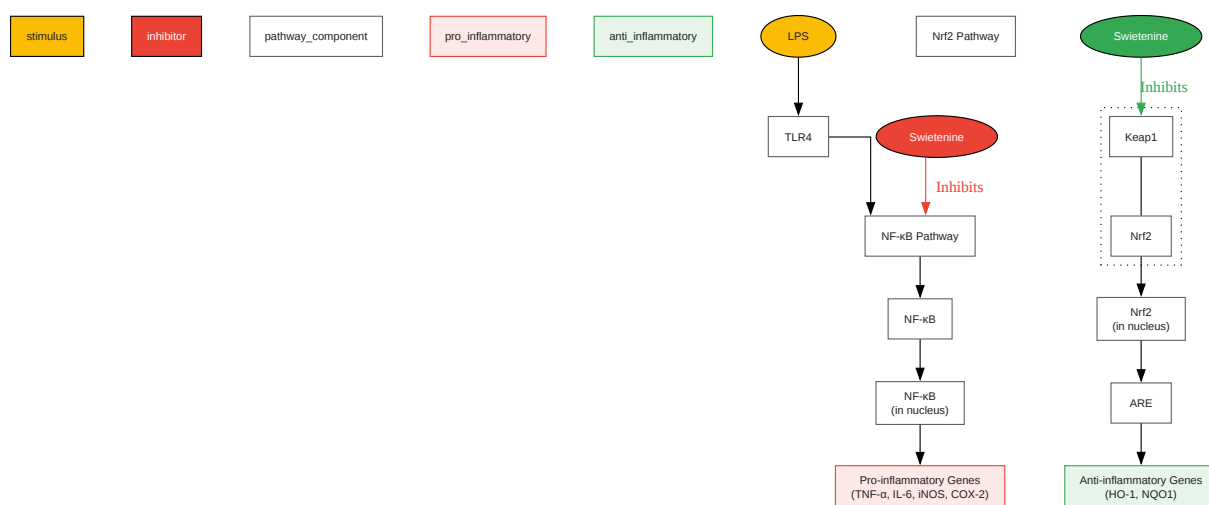 stimulus
inhibitor
pathway_component
pro_inflammatory
anti_inflammatory
LPS
Nrf2 Pathway
Swietenine
Inhibits
TLR4
Swietenine
Keap1
Inhibits
NF-κB Pathway
Nrf2
NF-κB
Nrf2
(in nucleus)
NF-κB
(in nucleus)
ARE
Pro-inflammatory Genes
(TNF-α, IL-6, iNOS, COX-2)
Anti-inflammatory Genes
(HO-1, NQO1)